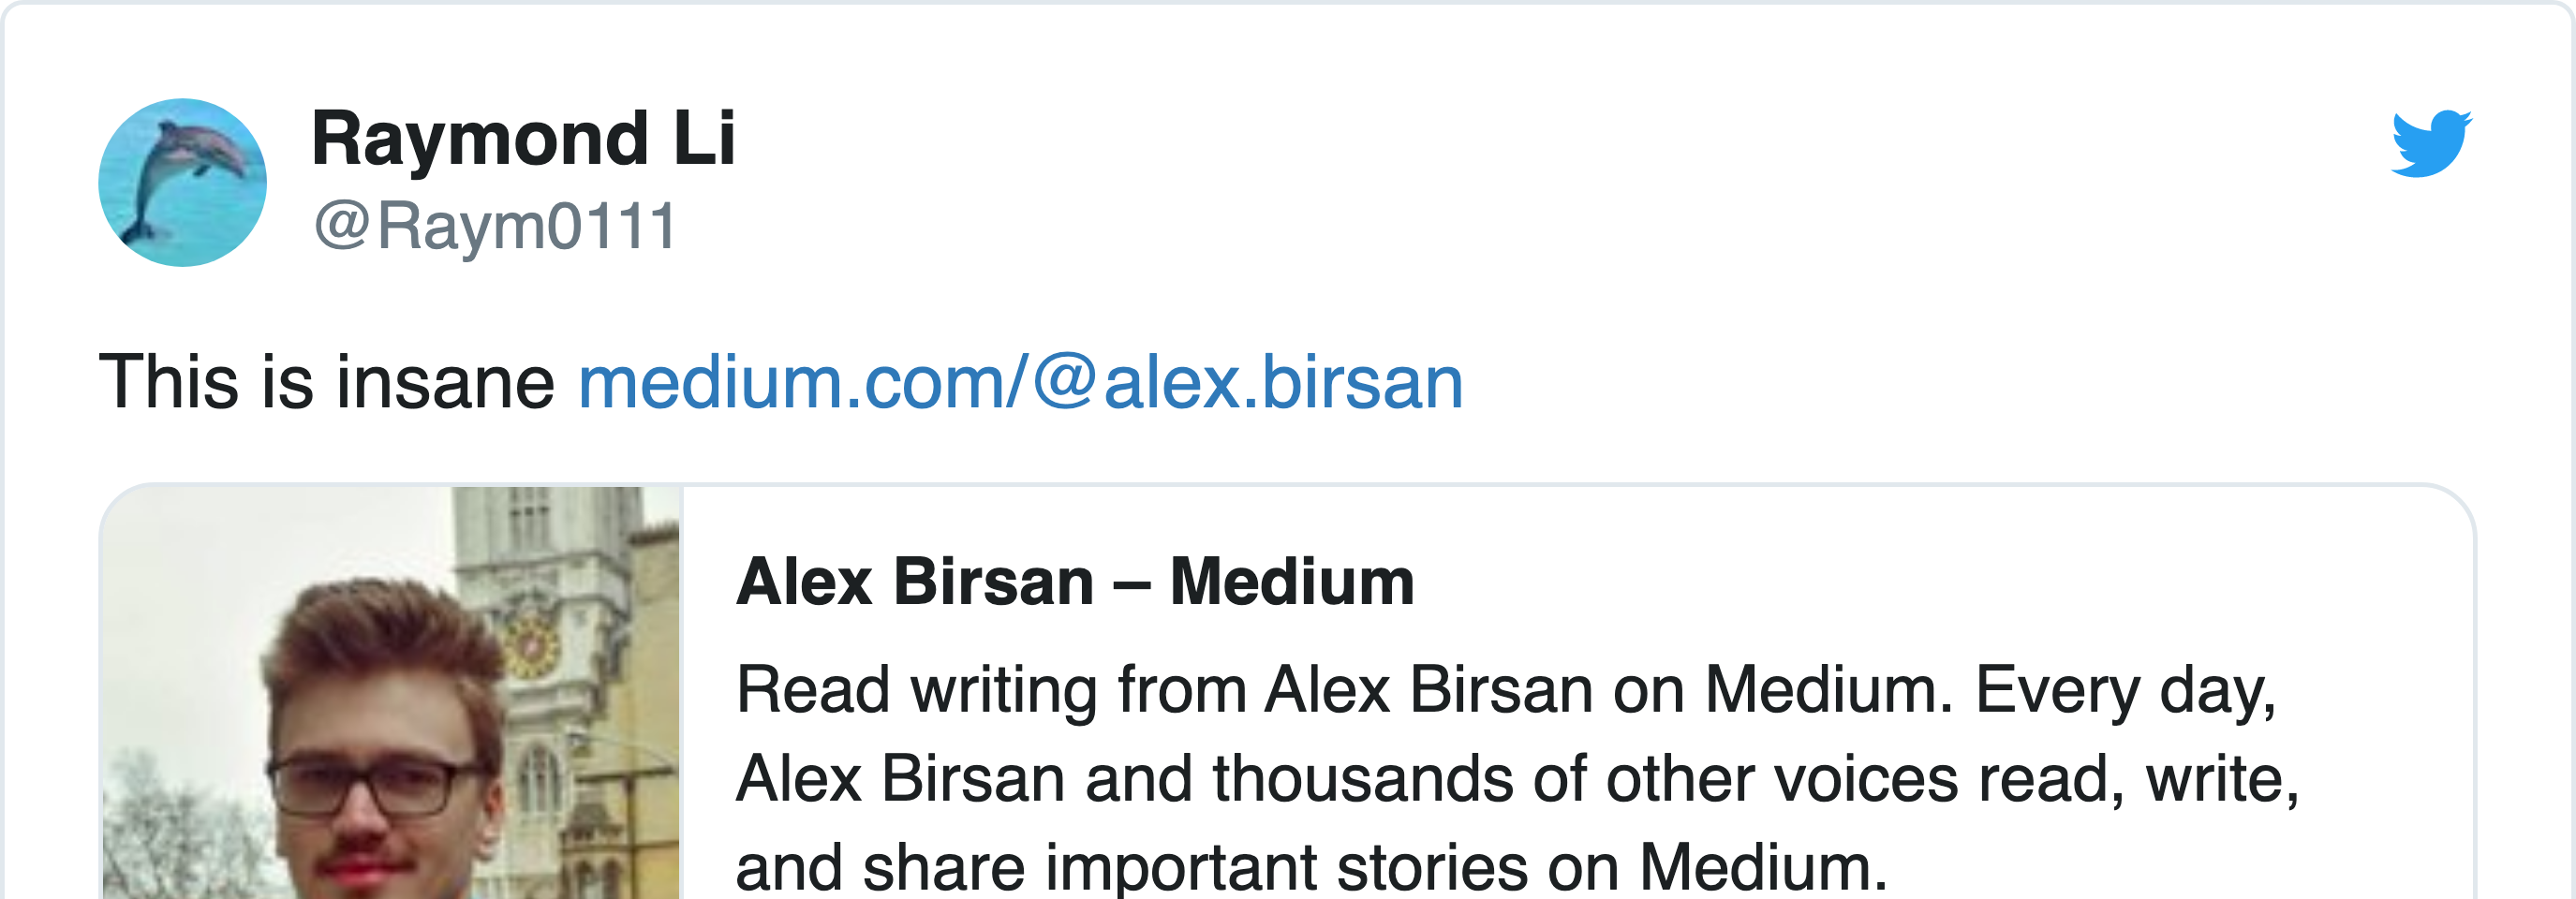 Raymond Li
@Raym0111
This is insane medium.com/@alex.birsan
Alex Birsan – Medium
Read writing from Alex Birsan on Medium. Every day,
Alex Birsan and thousands of other voices read, write,
and share important stories on Medium.